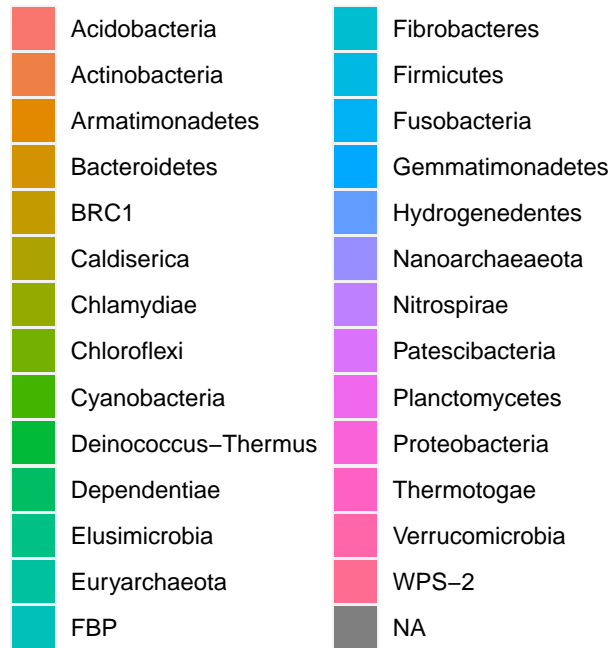 Acidobacteria
Actinobacteria
Armatimonadetes
Bacteroidetes
BRC1
Caldiserica
Chlamydiae
Chloroflexi
Cyanobacteria
Deinococcus−Thermus
Dependentiae
Elusimicrobia
Euryarchaeota
FBP
Fibrobacteres
Firmicutes
Fusobacteria
Gemmatimonadetes
Hydrogenedentes
Nanoarchaeaeota
Nitrospirae
Patescibacteria
Planctomycetes
Proteobacteria
Thermotogae
Verrucomicrobia
WPS−2
NA